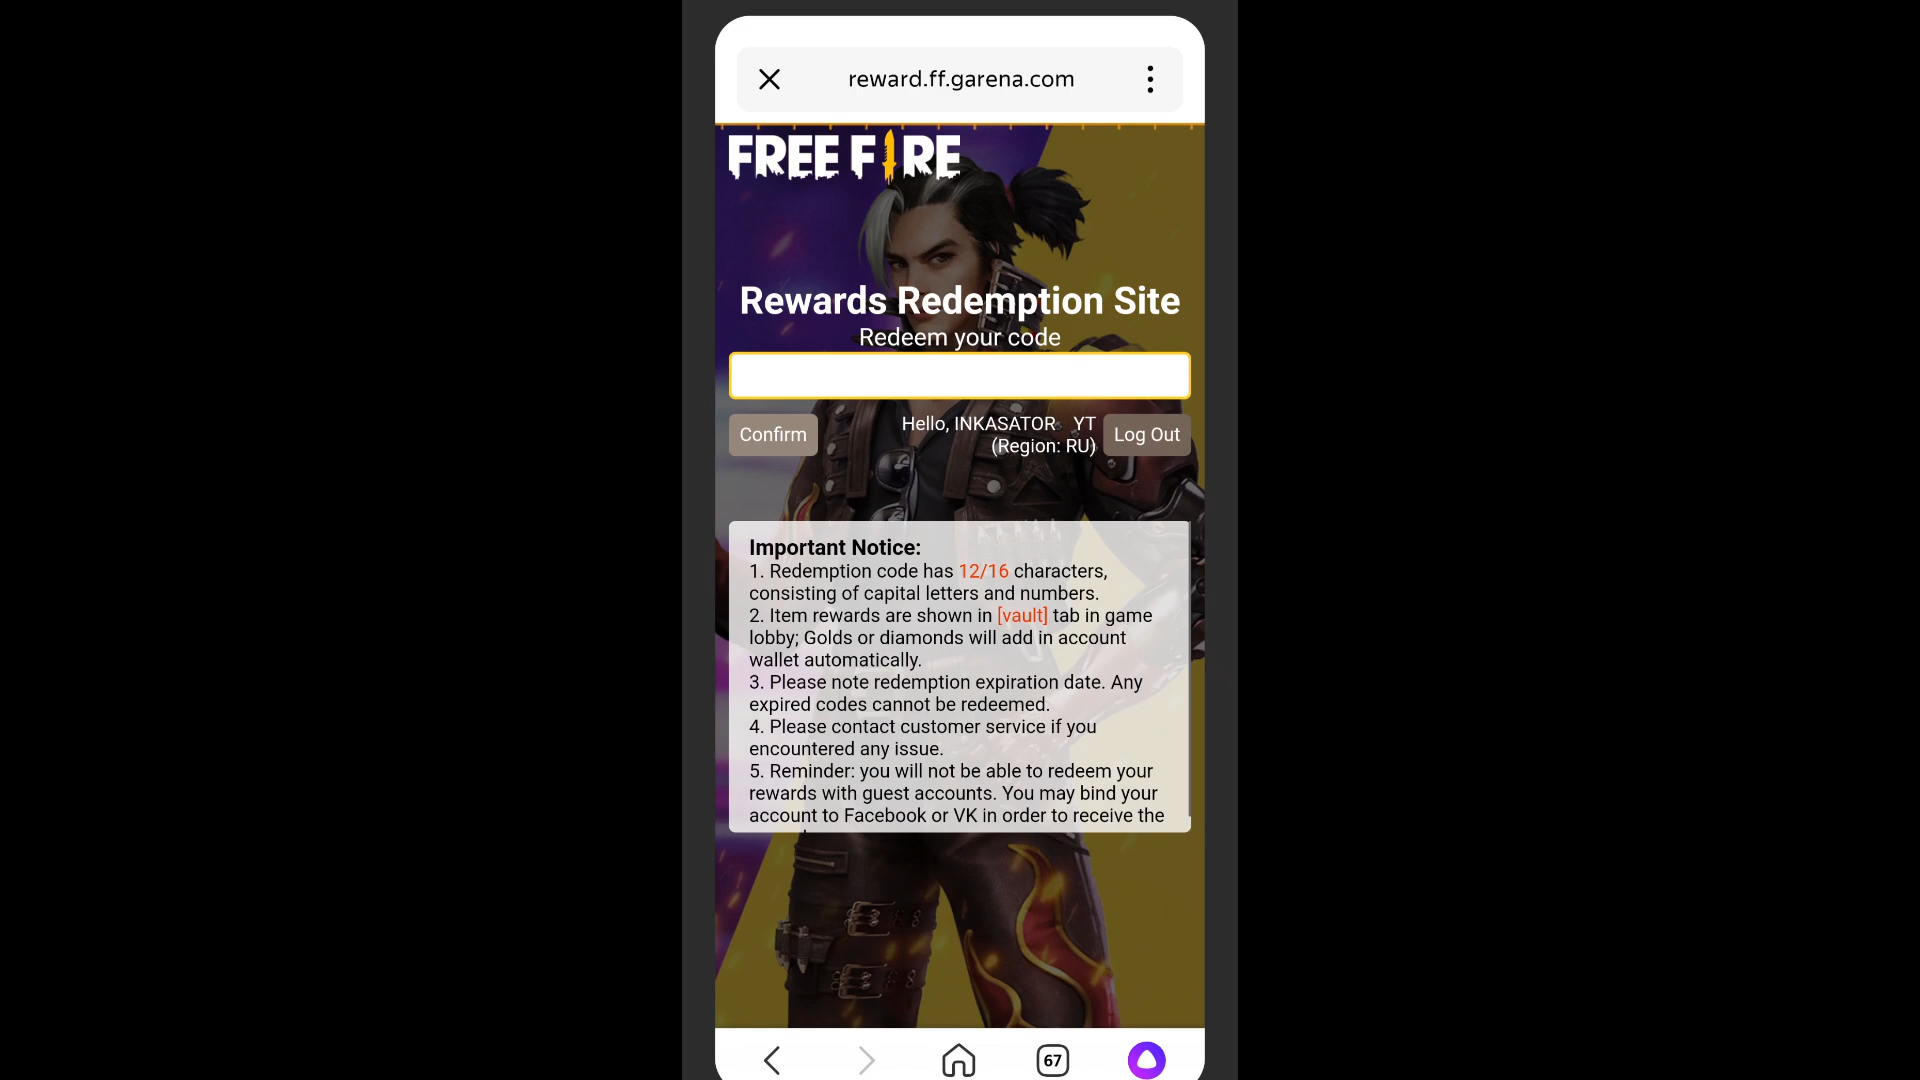 reward.ff.garena.com
FREE FIRE
Rewards Redemption Site
Redeem your code
Confirm
Hello, INKASATOR YT
(Region: RU)
Log Out
Important Notice:
1. Redemption code has 12/16 characters,
consisting of capital letters and numbers.
2. Item rewards are shown in [vault] tab in game
lobby; Golds or diamonds will add in account
wallet automatically.
3. Please note redemption expiration date. Any
expired codes cannot be redeemed.
4. Please contact customer service if you
encountered any issue.
5. Reminder: you will not be able to redeem your
rewards with guest accounts. You may bind your
account to Facebook or VK in order to receive the
67